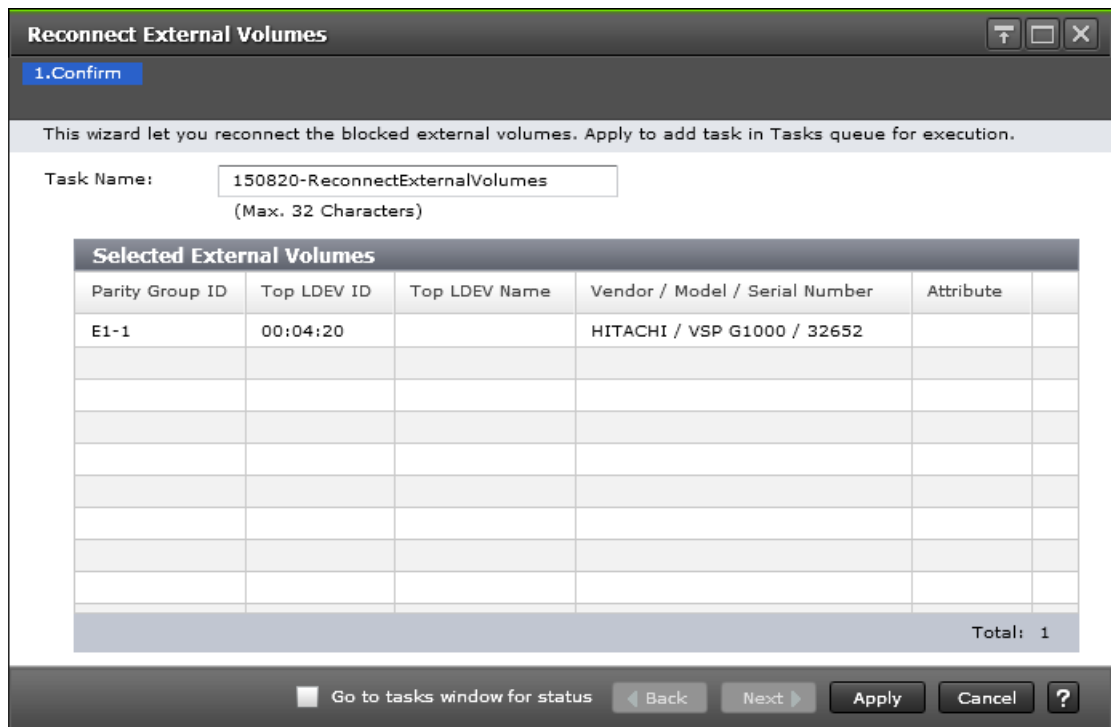 Reconnect External Volumes
1.Confirm
This wizard let you reconnect the blocked external volumes. Apply to add task in Tasks queue for execution.
Task Name: 150820-ReconnectExternalVolumes
(Max. 32 Characters)
Selected External Volumes
Parity Group ID Top LDEV ID Top LDEV Name Vendor / Model / Serial Number Attribute
E1-1 00:04:20 HITACHI / VSP G1000 / 32652
Total: 1
Go to tasks window for status Back Next Apply Cancel ?